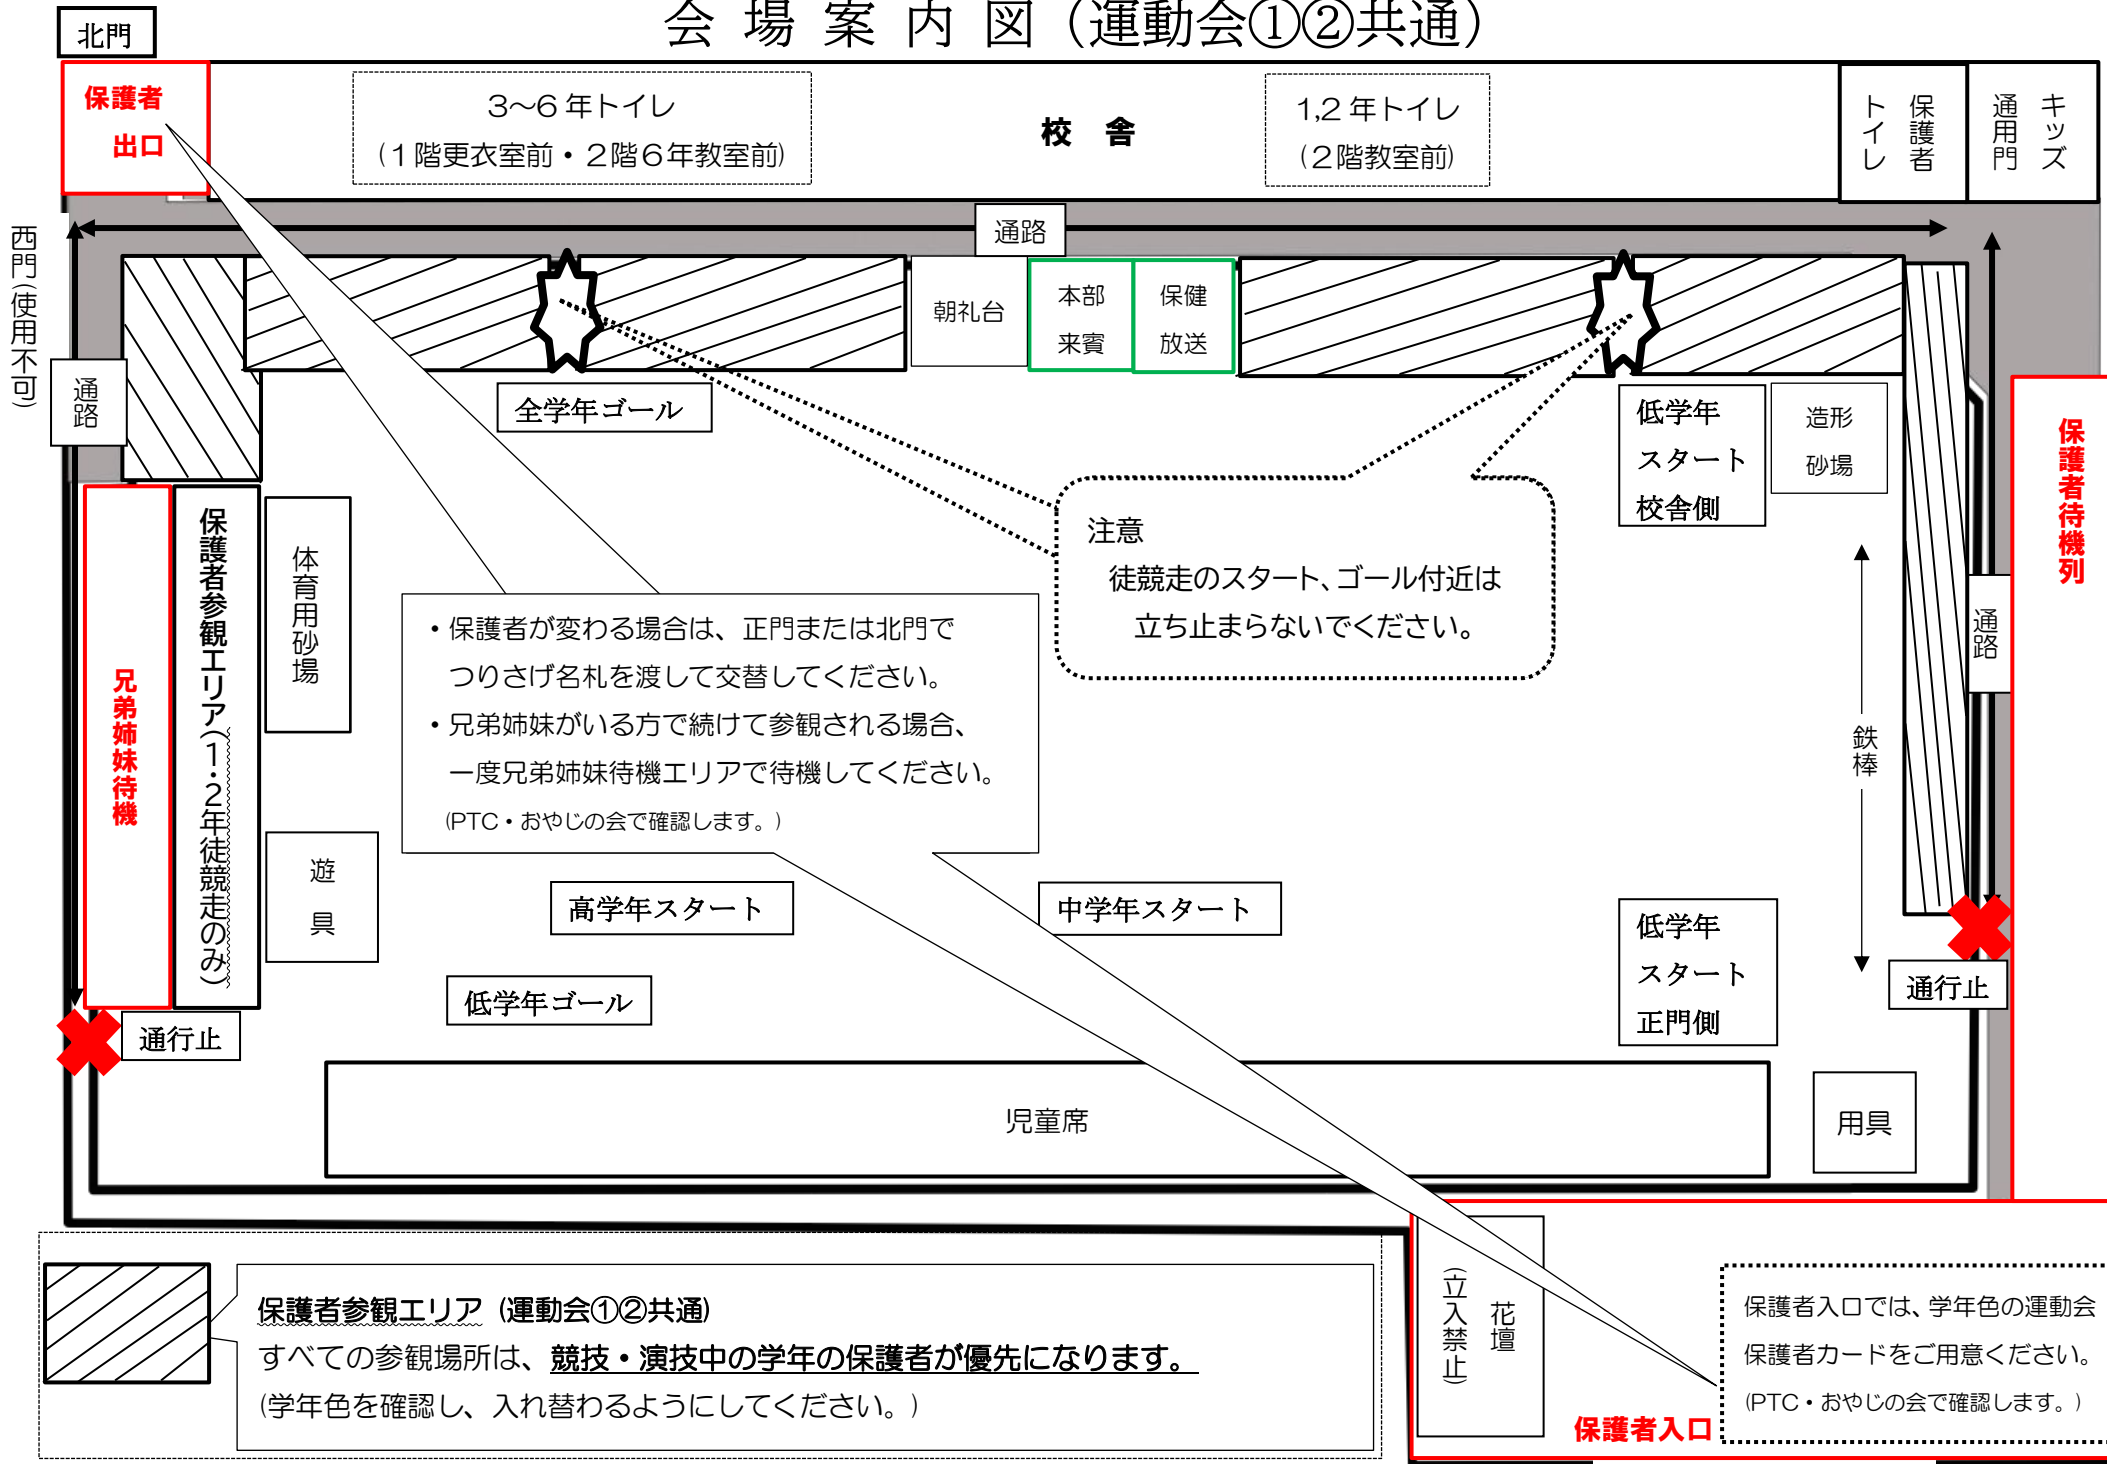 会場案内図（運動会①②共通）
北門
保護者
出口
3～6年トイレ
(1階更衣室前・2階6年教室前)
校舎
1,2年トイレ
(2階教室前)
保護者
トイレ
キッズ
通用門
西門(使用不可)
通路
朝礼台
本部
来賓
保健
放送
通路
全学年ゴール
低学年
スタート
校舎側
造形
砂場
保護者待機列
注意
徒競走のスタート、ゴール付近は
立ち止まらないでください。
兄弟姉妹待機
保護者参観エリア(1・2年徒競走のみ)
体育用砂場
・保護者が変わる場合は、正門または北門で
つりさげ名札を渡して交替してください。
・兄弟姉妹がいる方で続けて参観される場合、
一度兄弟姉妹待機エリアで待機してください。
(PTC・おやじの会で確認します。)
通路
鉄棒
遊
具
高学年スタート
中学年スタート
低学年
スタート
正門側
低学年ゴール
通行止
通行止
児童席
用具
保護者参観エリア (運動会①②共通)
すべての参観場所は、競技・演技中の学年の保護者が優先になります。
(学年色を確認し、入れ替わるようにしてください。)
花壇
(立入禁止)
保護者入口では、学年色の運動会
保護者カードをご用意ください。
(PTC・おやじの会で確認します。)
保護者入口